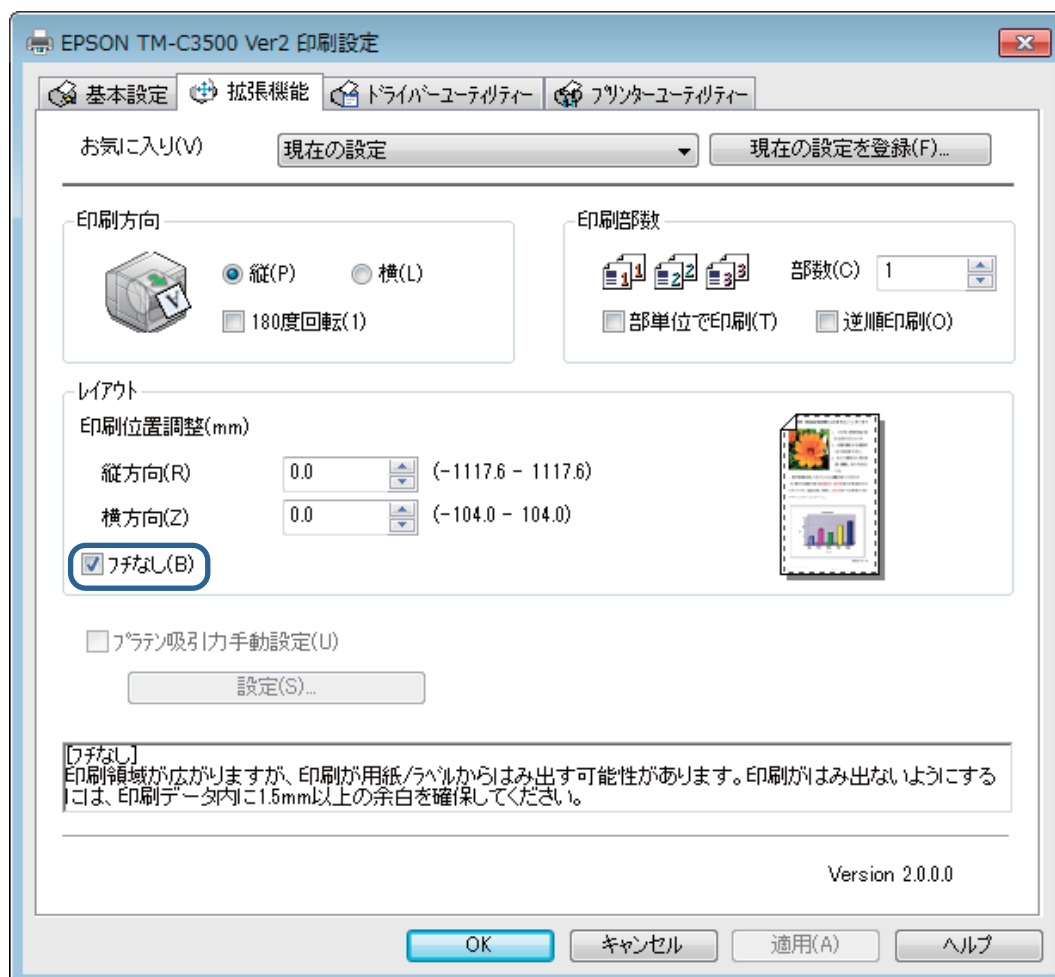 EPSON TM-C3500 Ver2 印刷設定
基本設定 拡張機能 ドライバーユーティリティー プリンターユーティリティー
お気に入り(V) 現在の設定 現在の設定を登録(F)...
印刷方向 印刷部数
縦(P) 横(L) 1 1 2 2 3 3 部数(C) 1
180度回転(1) 部単位で印刷(T) 逆順印刷(O)
レイアウト
印刷位置調整(mm)
縦方向(R) 0.0 (-1117.6 - 1117.6)
横方向(Z) 0.0 (-104.0 - 104.0)
フチなし(B)
プラテン吸引力手動設定(U)
設定(S)...
[フチなし]
印刷領域が広がりますが、印刷が用紙/ラベルからはみ出す可能性があります。印刷がはみ出ないようにする
には、印刷データ内に1.5mm以上の余白を確保してください。
Version 2.0.0.0
OK キャンセル 適用(A) ヘルプ